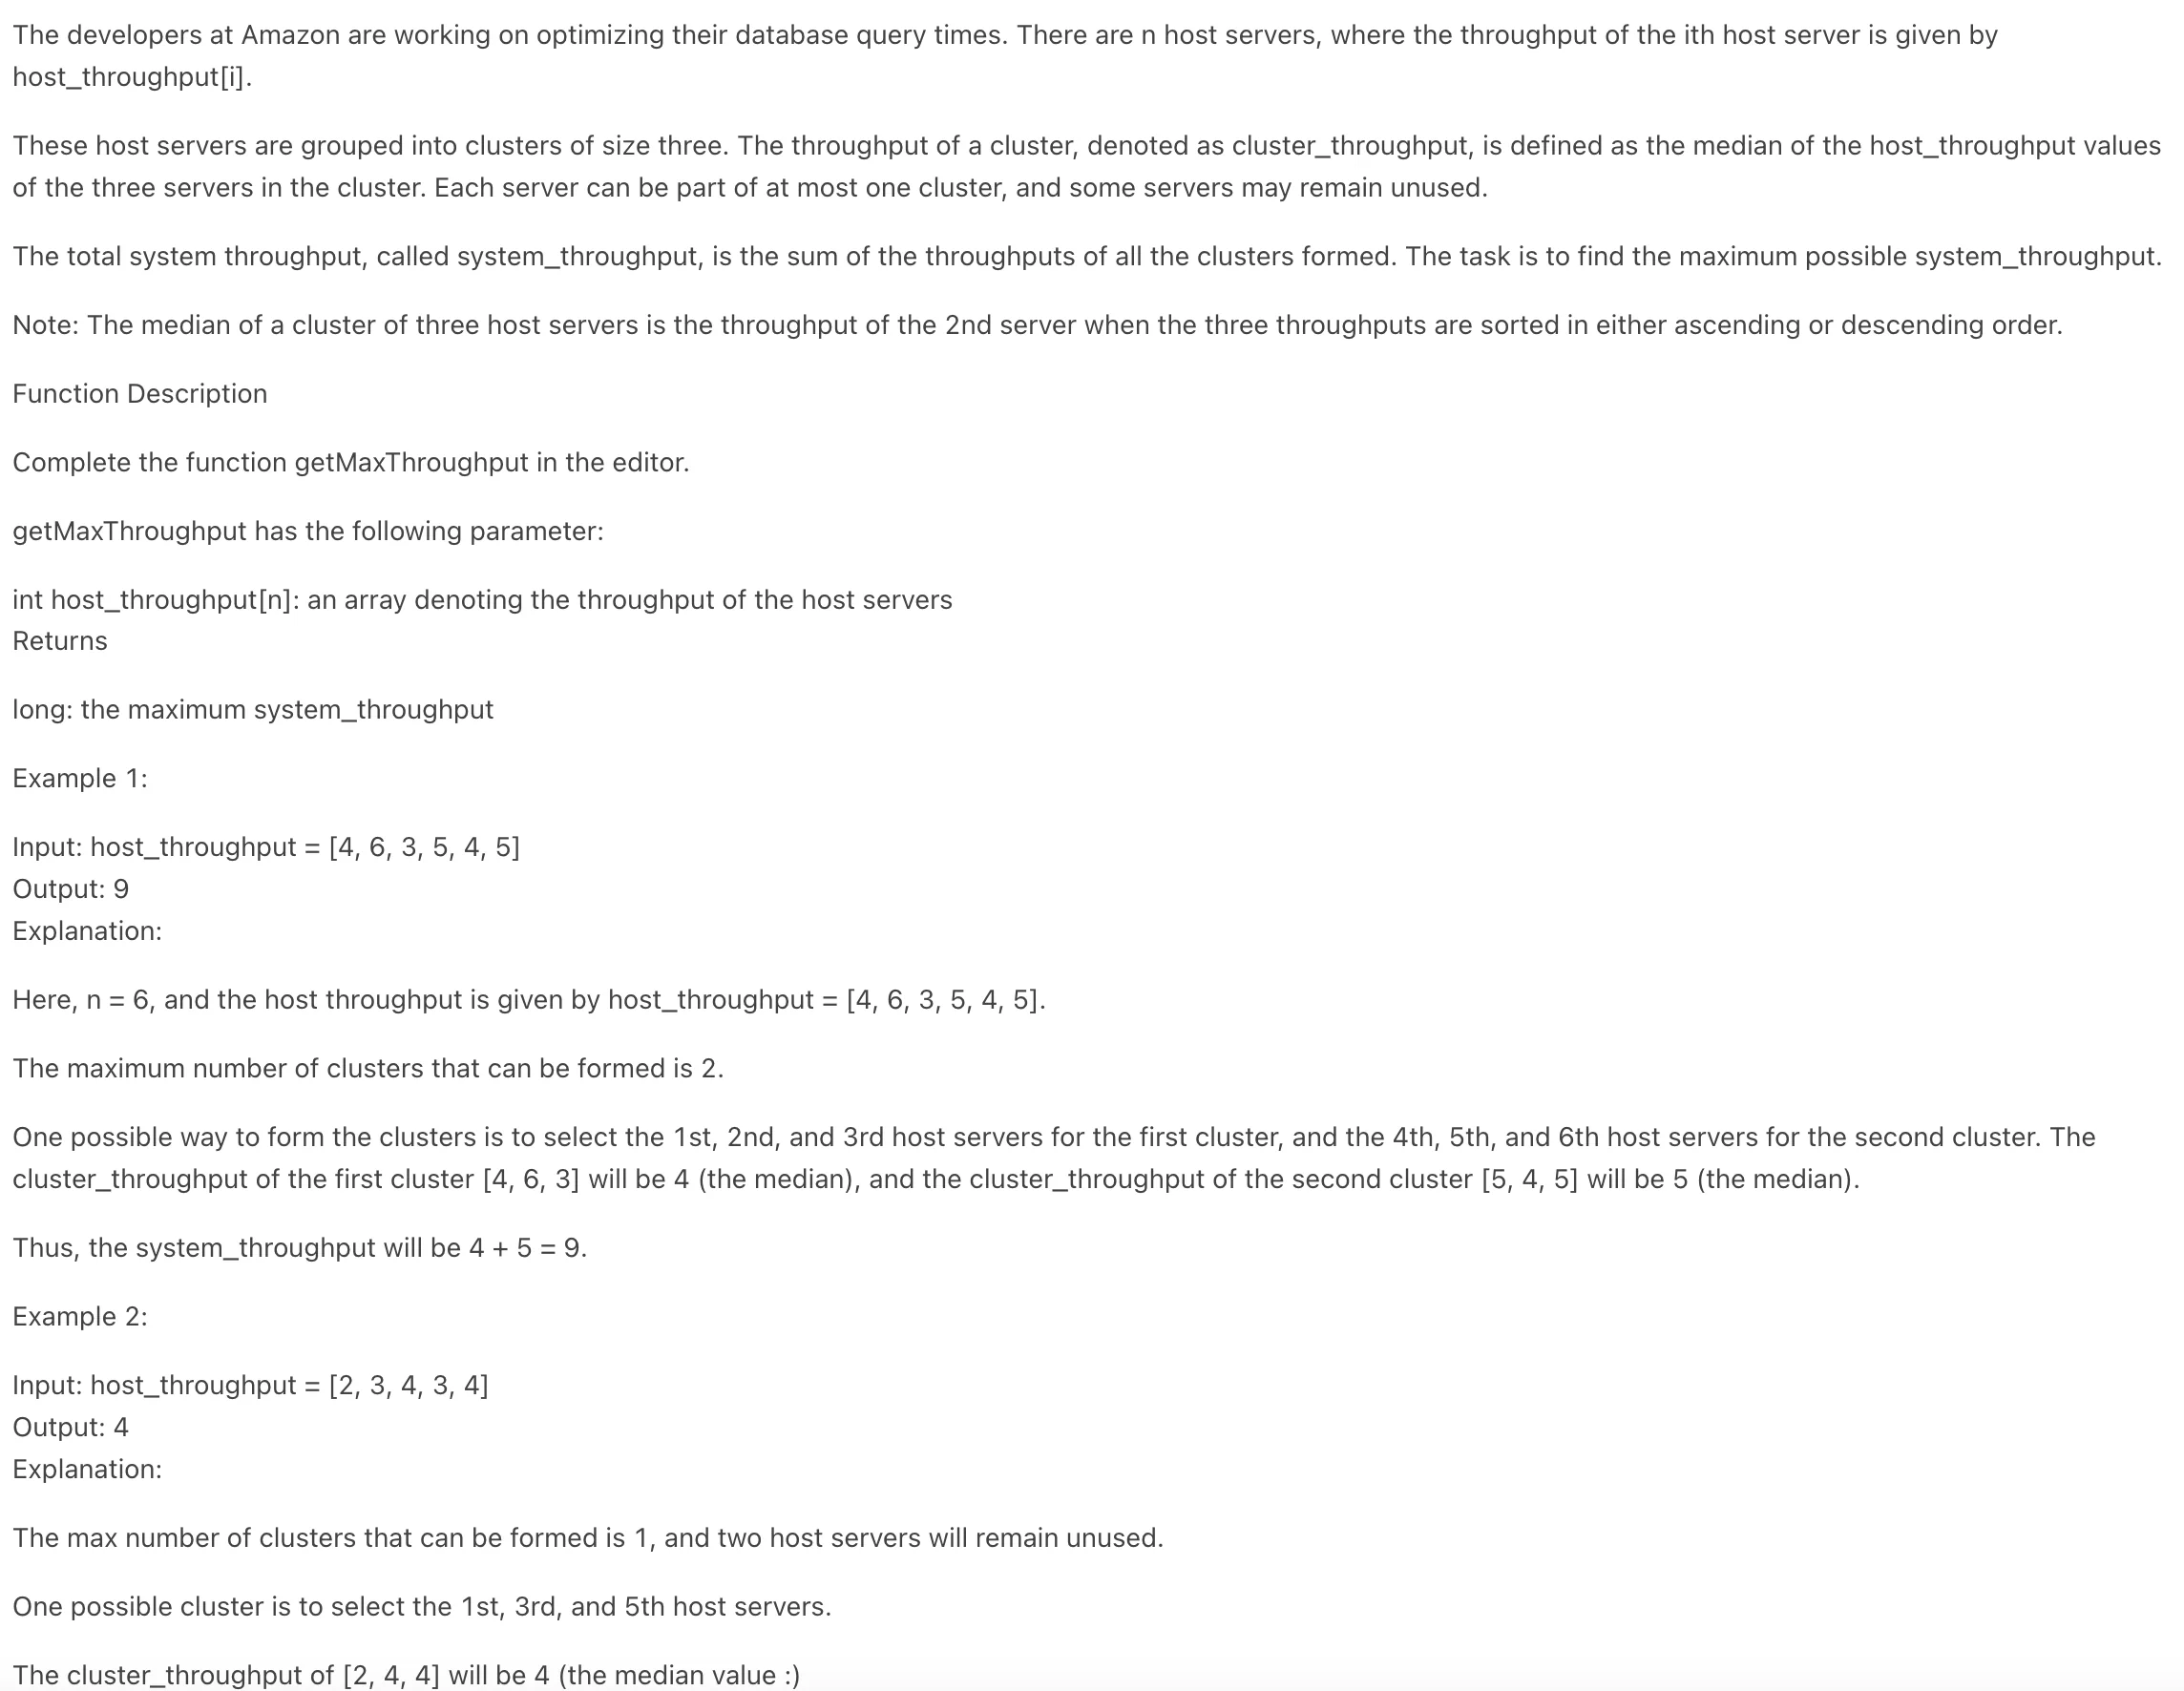 The developers at Amazon are working on optimizing their database query times. There are n host servers, where the throughput of the ith host server is given by
host_throughput[i].
These host servers are grouped into clusters of size three. The throughput of a cluster, denoted as cluster_throughput, is defined as the median of the host_throughput values
of the three servers in the cluster. Each server can be part of at most one cluster, and some servers may remain unused.
The total system throughput, called system_throughput, is the sum of the throughputs of all the clusters formed. The task is to find the maximum possible system_throughput.
Note: The median of a cluster of three host servers is the throughput of the 2nd server when the three throughputs are sorted in either ascending or descending order.
Function Description
Complete the function getMaxThroughput in the editor.
getMaxThroughput has the following parameter:
int host_throughput[n]: an array denoting the throughput of the host servers
Returns
long: the maximum system_throughput
Example 1:
Input: host_throughput = [4, 6, 3, 5, 4, 5]
Output: 9
Explanation:
Here, n = 6, and the host throughput is given by host_throughput = [4, 6, 3, 5, 4, 5].
The maximum number of clusters that can be formed is 2.
One possible way to form the clusters is to select the 1st, 2nd, and 3rd host servers for the first cluster, and the 4th, 5th, and 6th host servers for the second cluster. The
cluster_throughput of the first cluster [4, 6, 3] will be 4 (the median), and the cluster_throughput of the second cluster [5, 4, 5] will be 5 (the median).
Thus, the system_throughput will be 4 + 5 = 9.
Example 2:
Input: host_throughput = [2, 3, 4, 3, 4]
Output: 4
Explanation:
The max number of clusters that can be formed is 1, and two host servers will remain unused.
One possible cluster is to select the 1st, 3rd, and 5th host servers.
The cluster_throughput of [2, 4, 4] will be 4 (the median value :)